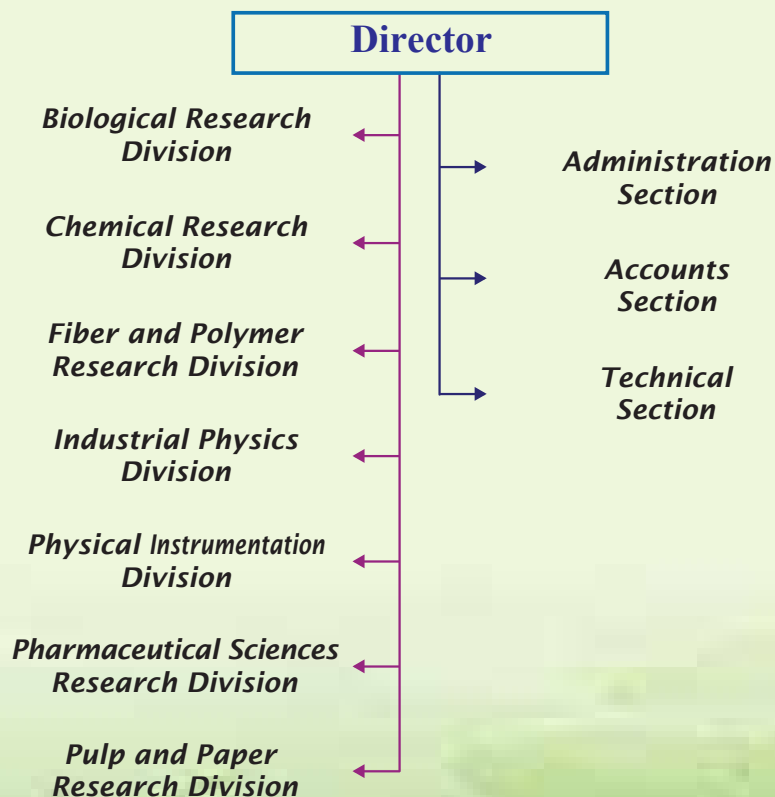 Director
Biological Research
Division
Chemical Research
Division
Fiber and Polymer
Research Division
Industrial Physics
Division
Physical Instrumentation
Division
Pharmaceutical Sciences
Research Division
Pulp and Paper
Research Division
Administration
Section
Accounts
Section
Technical
Section